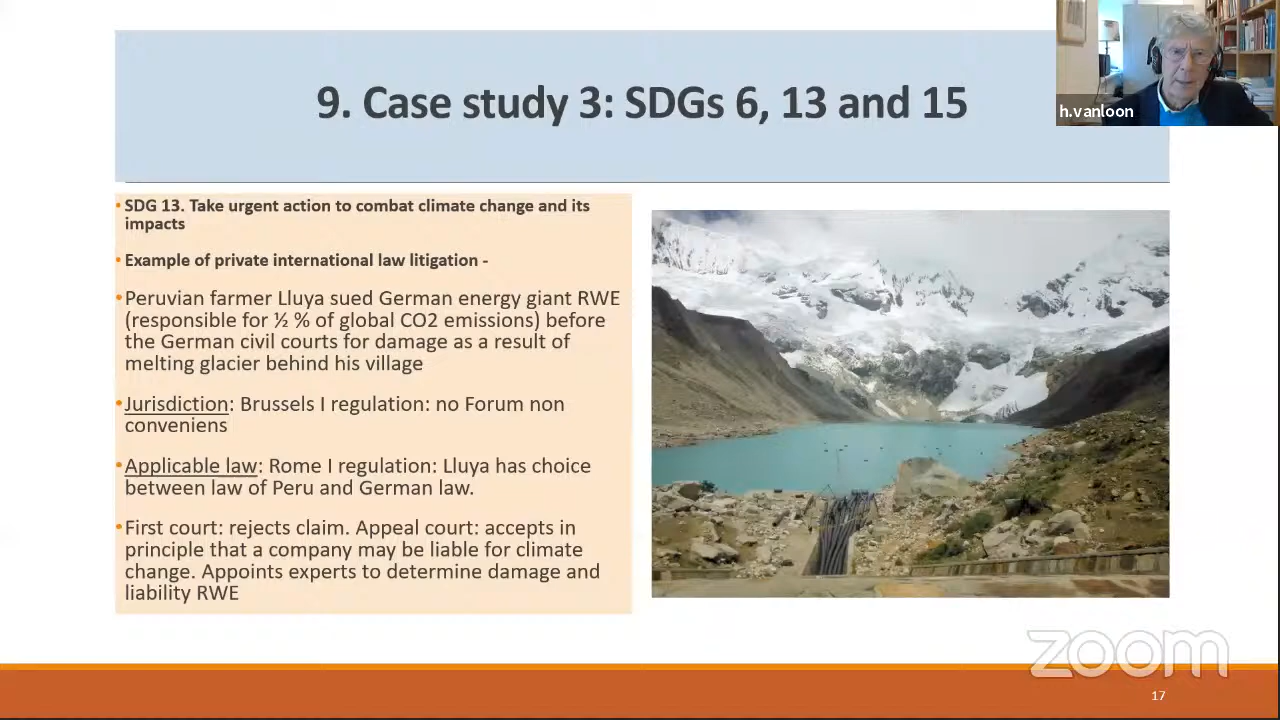 9. Case study 3: SDGs 6, 13 and 15
h.vanloon
• SDG 13. Take urgent action to combat climate change and its
impacts
• Example of private international law litigation -
• Peruvian farmer Lluya sued German energy giant RWE
(responsible for ½ % of global CO2 emissions) before
the German civil courts for damage as a result of
melting glacier behind his village
• Jurisdiction: Brussels I regulation: no Forum non
conveniens
• Applicable law: Rome I regulation: Lluya has choice
between law of Peru and German law.
• First court: rejects claim. Appeal court: accepts in
principle that a company may be liable for climate
change. Appoints experts to determine damage and
liability RWE
zoom
17